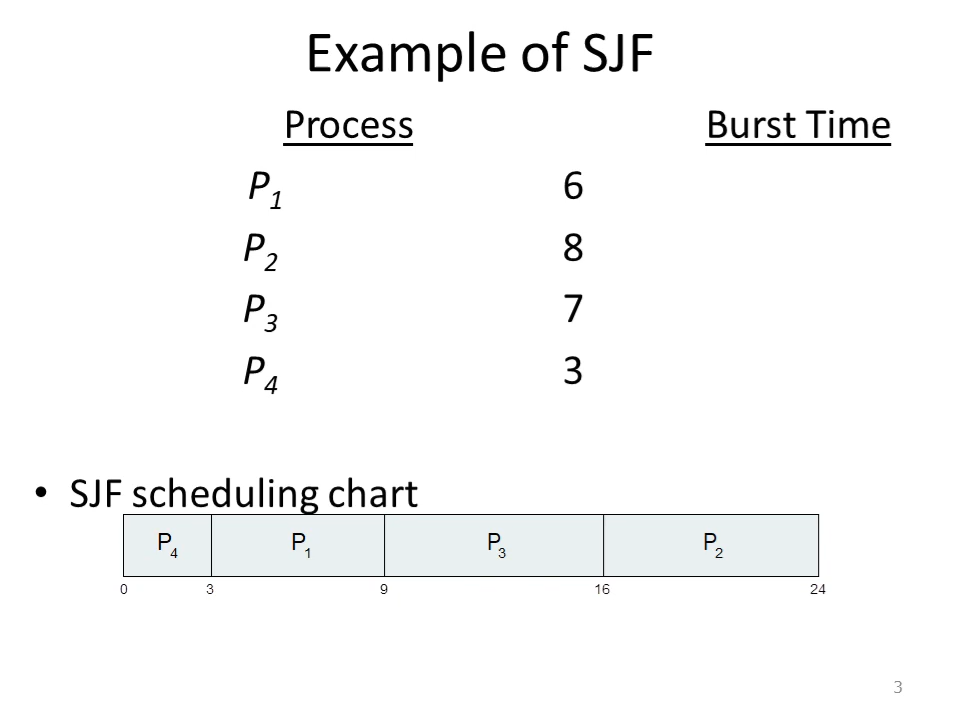 Example of SJF
Process Burst Time
P1 6
P2 8
P3 7
P4 3
• SJF scheduling chart
P4 P1 P3 P2
0 3 9 16 24
3